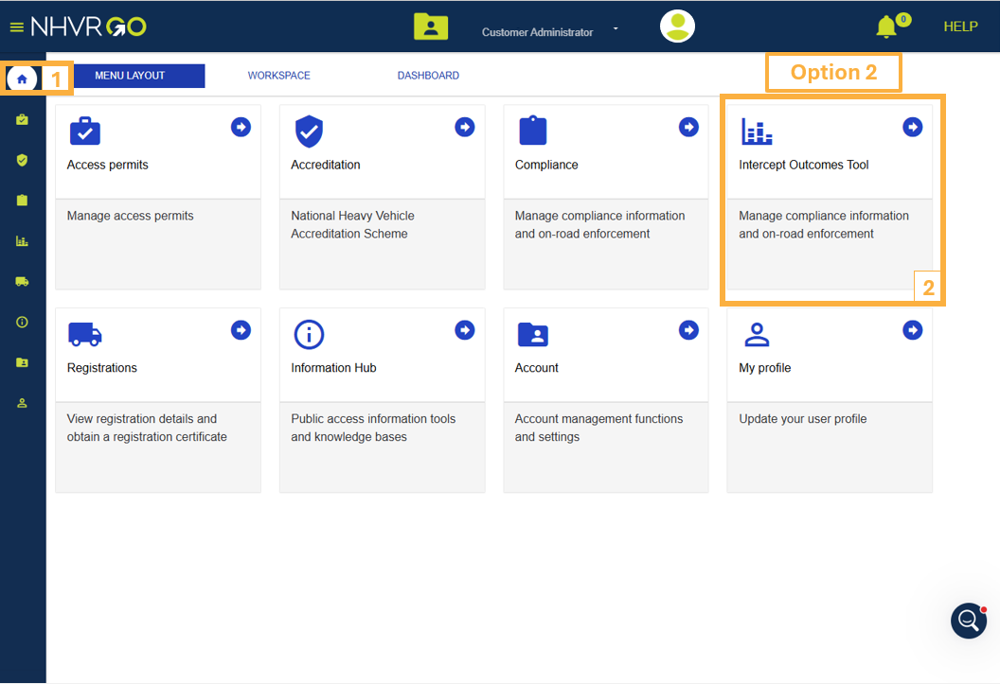 NHVR GO
Customer Administrator
0
HELP
1
MENU LAYOUT
WORKSPACE
DASHBOARD
Option 2
Access permits
Manage access permits
Accreditation
National Heavy Vehicle
Accreditation Scheme
Compliance
Manage compliance information
and on-road enforcement
Intercept Outcomes Tool
Manage compliance information
and on-road enforcement
2
Registrations
View registration details and
obtain a registration certificate
Information Hub
Public access information tools
and knowledge bases
Account
Account management functions
and settings
My profile
Update your user profile